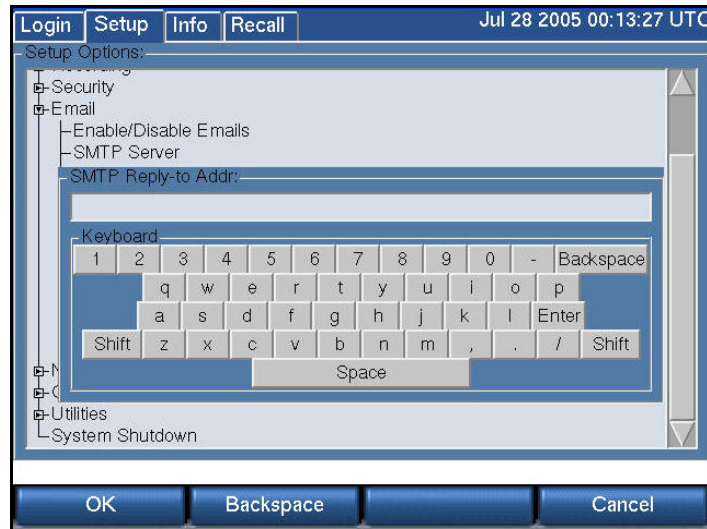 Login Setup Info Recall Jul 28 2005 00:13:27 UTC
Setup Options:
Security
Email
Enable/Disable Emails
SMTP Server
SMTP Reply-to Addr:
Keyboard
1 2 3 4 5 6 7 8 9 0 - Backspace
q w e r t y u i o p
a s d f g h j k l Enter
Shift z x c v b n m , . / Shift
Space
Utilities
System Shutdown
OK Backspace Cancel